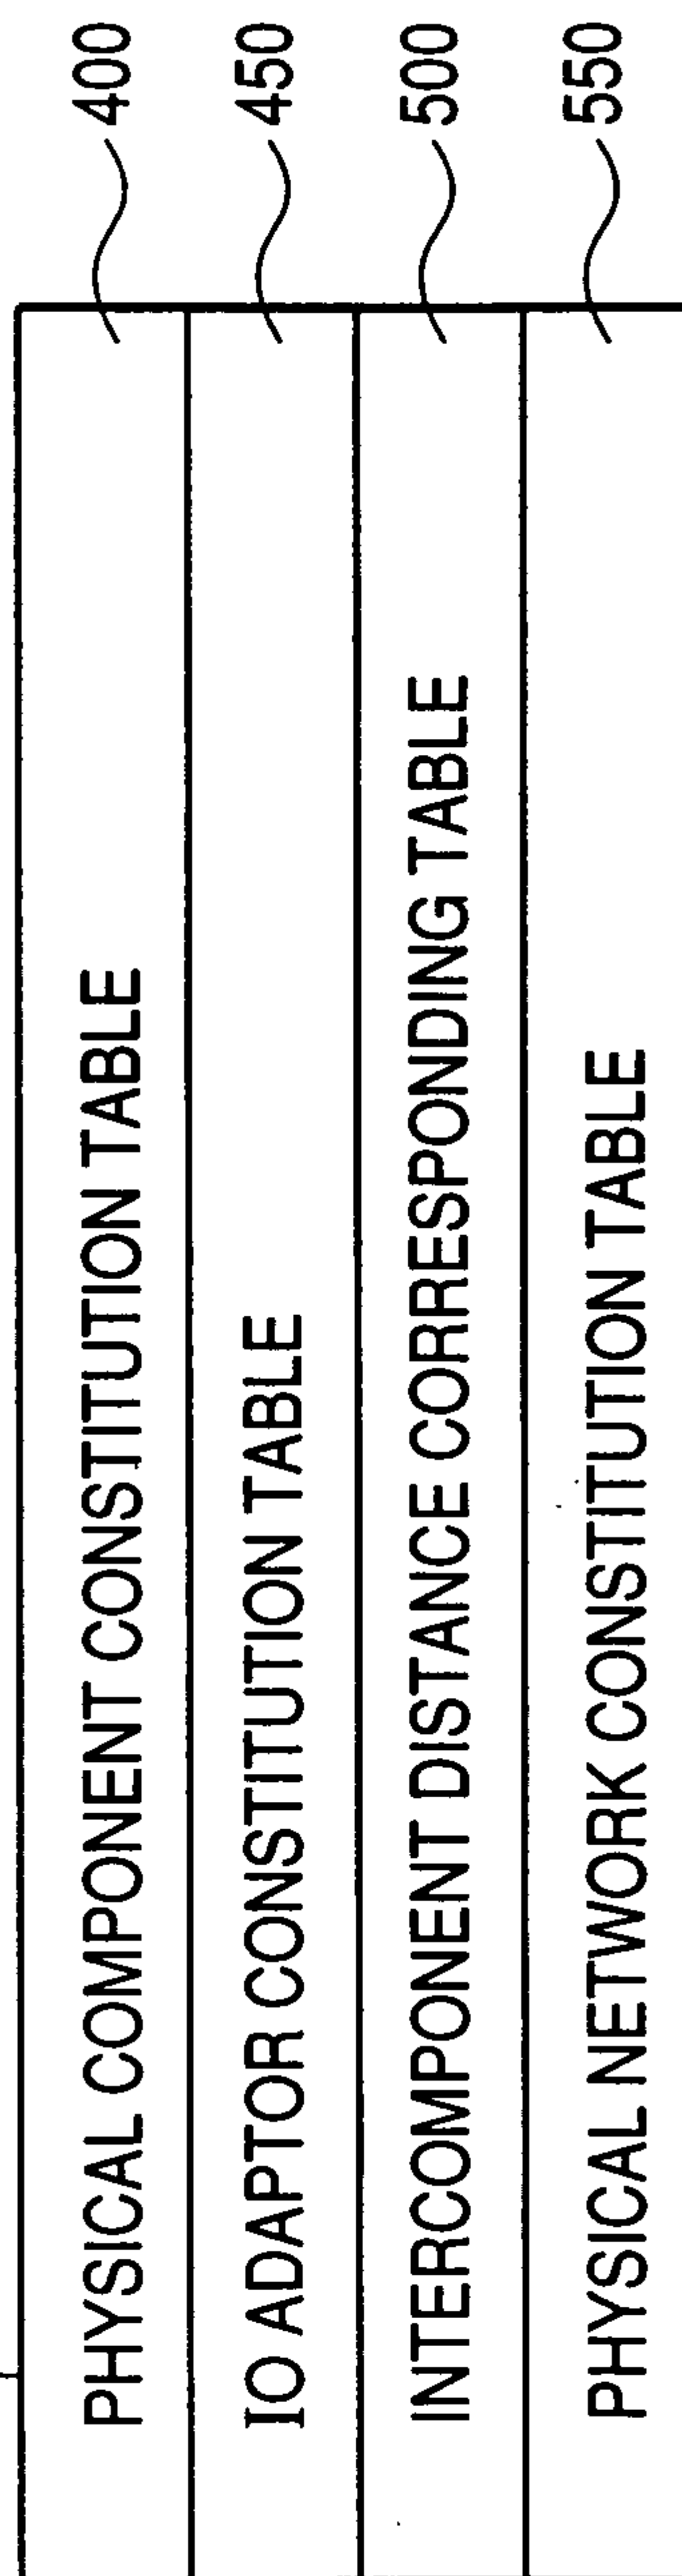 PHYSICAL COMPONENT CONSTITUTION TABLE 400
IO ADAPTOR CONSTITUTION TABLE 450
INTERCOMPONENT DISTANCE CORRESPONDING TABLE 500
PHYSICAL NETWORK CONSTITUTION TABLE 550